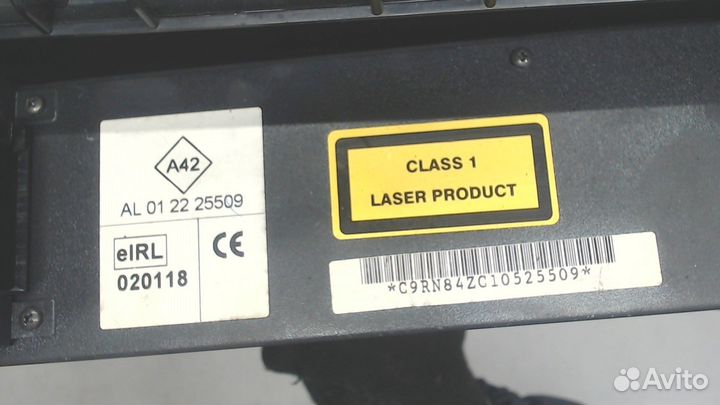 A42
AL 01 22 25509
eIRL
020118
CE
CLASS 1
LASER PRODUCT
*C9RN84ZC10525509*
Avito